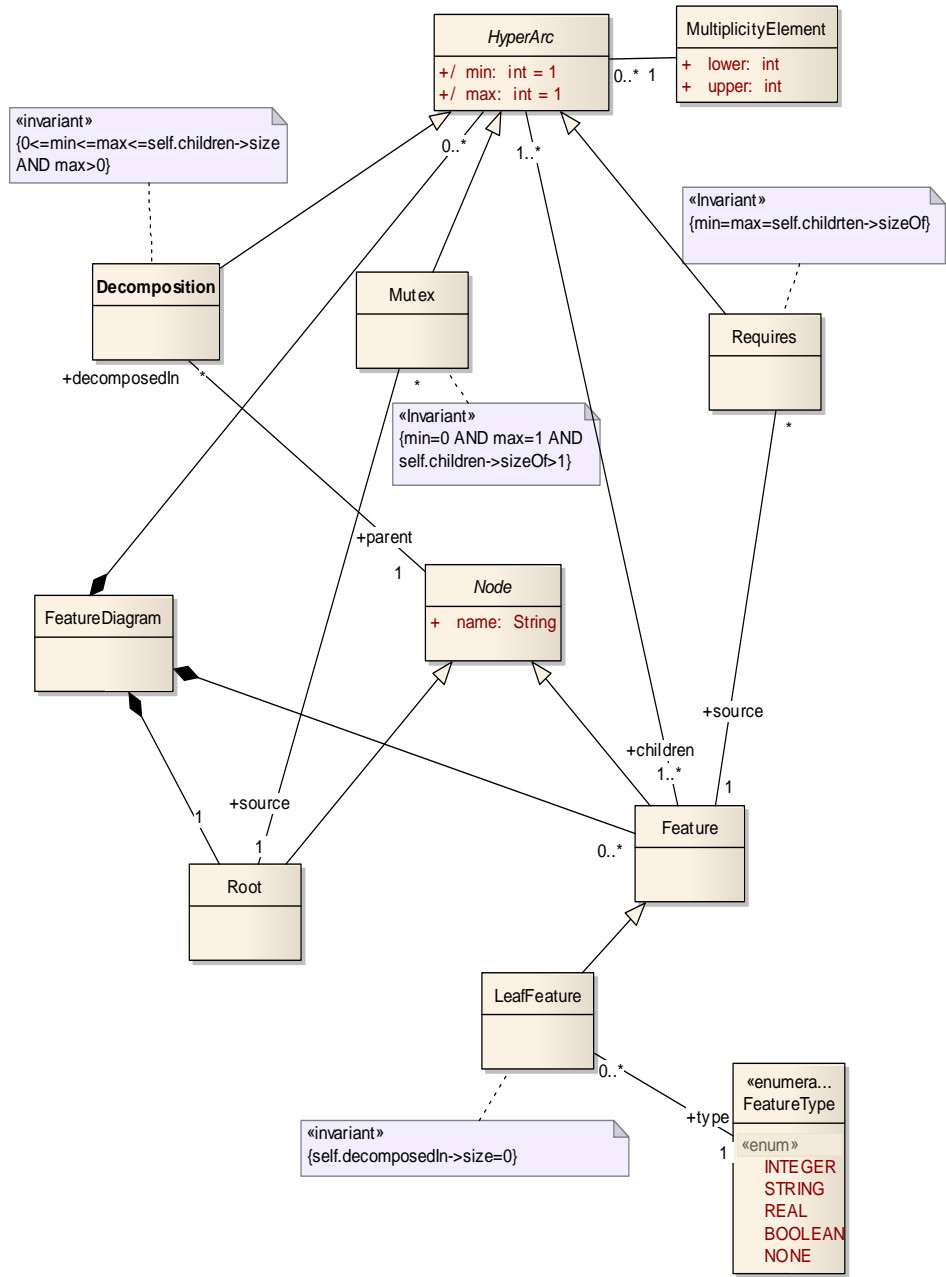 HyperArc
+/ min: int = 1
+/ max: int = 1
MultiplicityElement
+ lower: int
+ upper: int
0..* 1
«invariant»
{0<=min<=max<=self.children->size
AND max>0}
0..*
1..*
«Invariant»
{min=max=self.childrten->sizeOf}
Decomposition
Mutex
Requires
+decomposedIn *
*
«Invariant»
{min=0 AND max=1 AND
self.children->sizeOf>1}
*
+parent
1
Node
+ name: String
FeatureDiagram
+source
+children
1..*
1
+source
1
1
Feature
0..*
Root
LeafFeature
0..*
«enumera...
FeatureType
+type
1
«enum»
INTEGER
STRING
REAL
BOOLEAN
NONE
«invariant»
{self.decomposedIn->size=0}